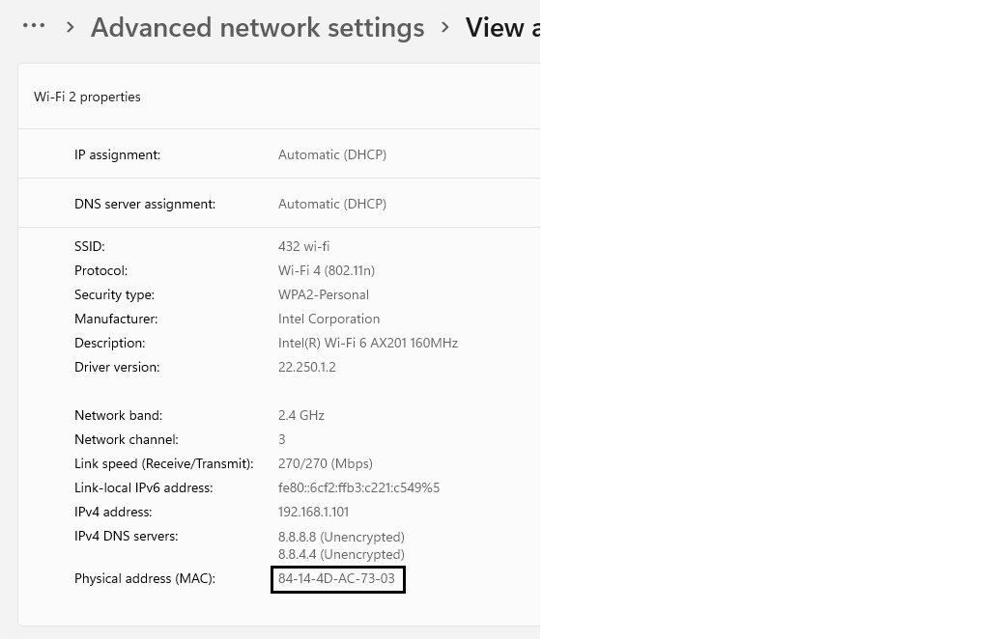 ··· > Advanced network settings > View a
Wi-Fi 2 properties
IP assignment: Automatic (DHCP)
DNS server assignment: Automatic (DHCP)
SSID: 432 wi-fi
Protocol: Wi-Fi 4 (802.11n)
Security type: WPA2-Personal
Manufacturer: Intel Corporation
Description: Intel(R) Wi-Fi 6 AX201 160MHz
Driver version: 22.250.1.2
Network band: 2.4 GHz
Network channel: 3
Link speed (Receive/Transmit): 270/270 (Mbps)
Link-local IPv6 address: fe80::6cf2:ffb3:c221:c549%5
IPv4 address: 192.168.1.101
IPv4 DNS servers: 8.8.8.8 (Unencrypted)
8.8.4.4 (Unencrypted)
Physical address (MAC): 84-14-4D-AC-73-03